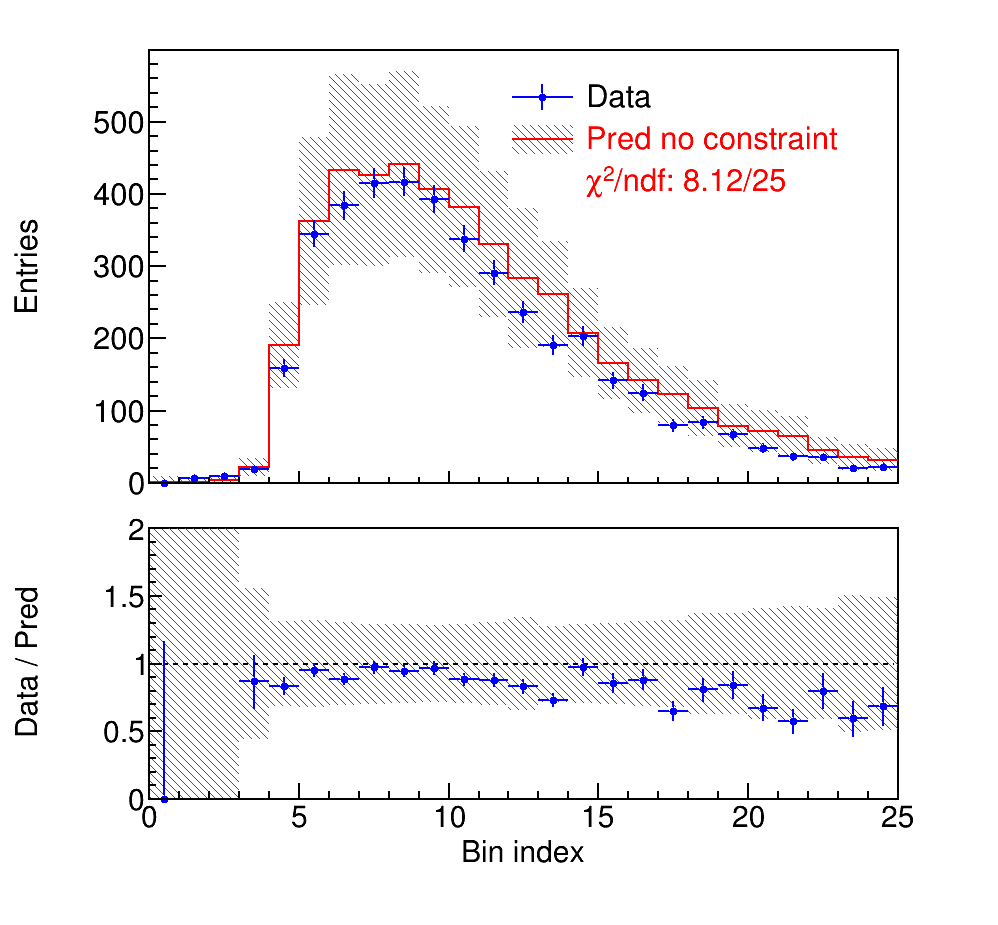 Entries
500
400
300
200
100
0
Data
Pred no constraint
χ²/ndf: 8.12/25
Data / Pred
2
1.5
1
0.5
0
0 5 10 15 20 25
Bin index